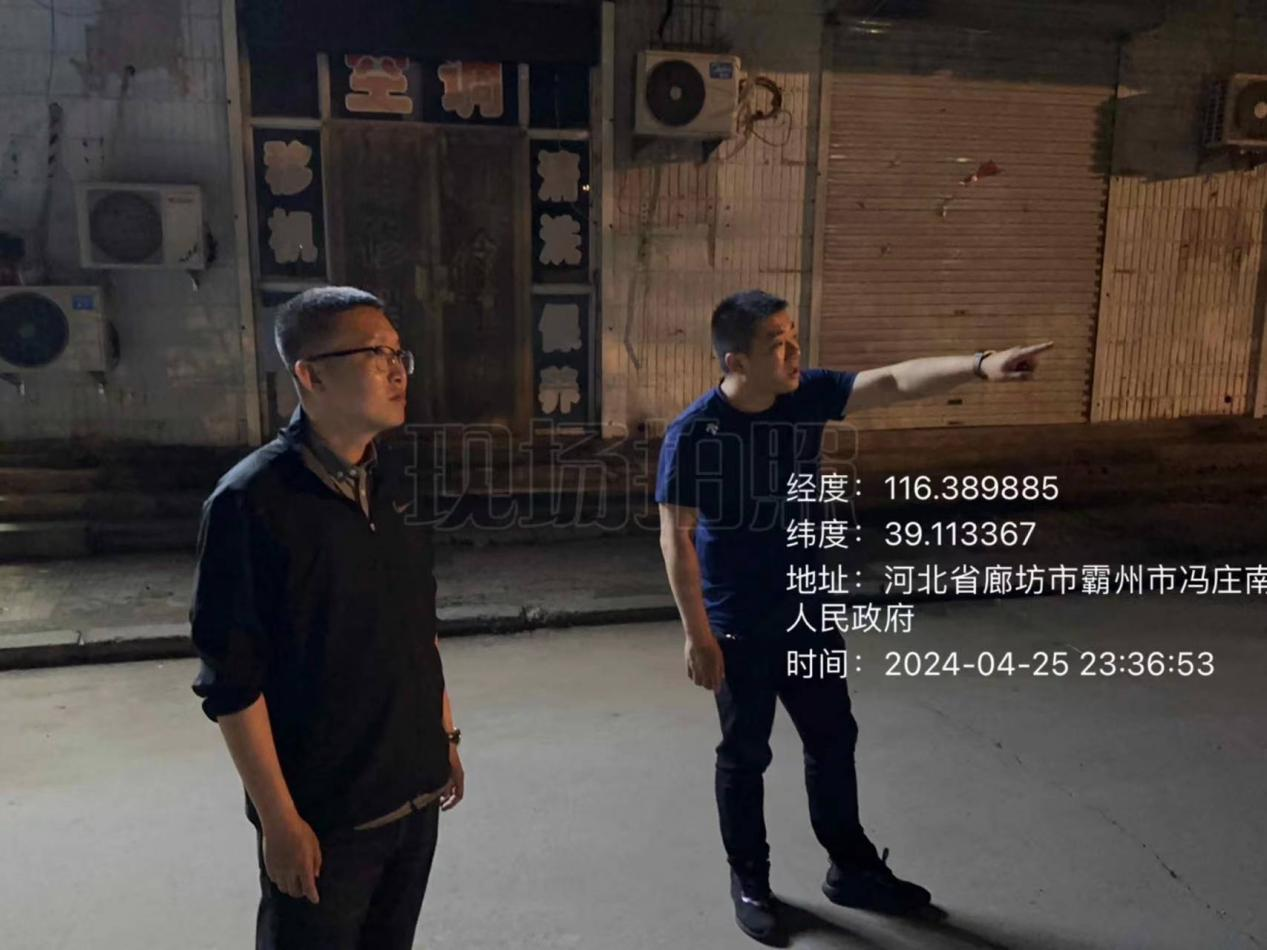 空调
移机
清洗
修
冷
现场拍照
经度：116.389885
纬度：39.113367
地址：河北省廊坊市霸州市冯庄南
人民政府
时间：2024-04-25 23:36:53